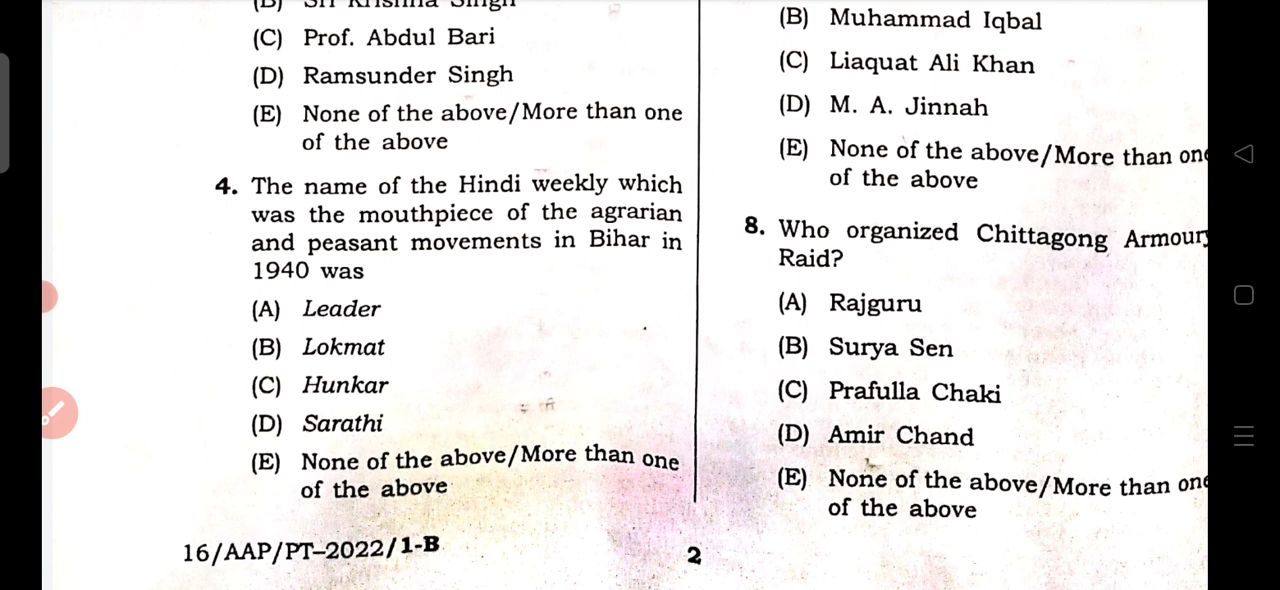 (B) Sri Krishna Singh
(C) Prof. Abdul Bari
(D) Ramsunder Singh
(E) None of the above/More than one
of the above
4. The name of the Hindi weekly which
was the mouthpiece of the agrarian
and peasant movements in Bihar in
1940 was
(A) Leader
(B) Lokmat
(C) Hunkar
(D) Sarathi
(E) None of the above/More than one
of the above
16/AAP/PT–2022/1-B
(B) Muhammad Iqbal
(C) Liaquat Ali Khan
(D) M. A. Jinnah
(E) None of the above/More than one
of the above
8. Who organized Chittagong Armoury
Raid?
(A) Rajguru
(B) Surya Sen
(C) Prafulla Chaki
(D) Amir Chand
(E) None of the above/More than one
of the above
2